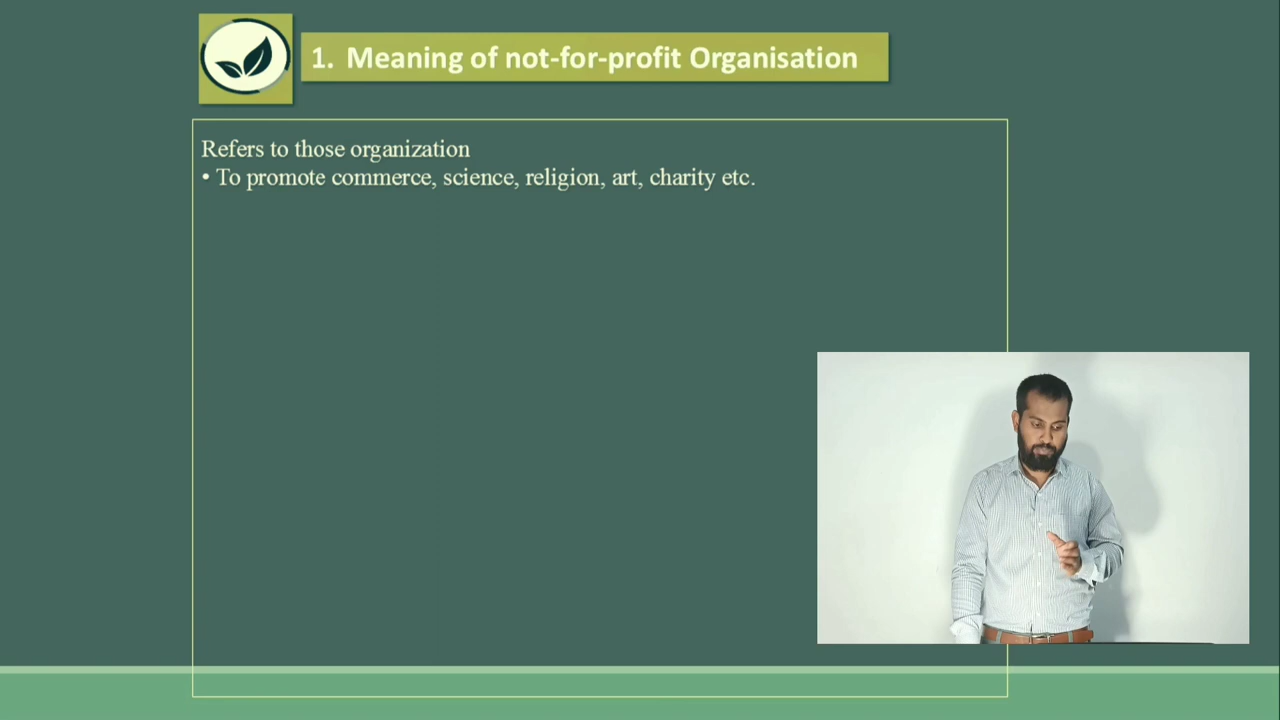 1. Meaning of not-for-profit Organisation
Refers to those organization
• To promote commerce, science, religion, art, charity etc.